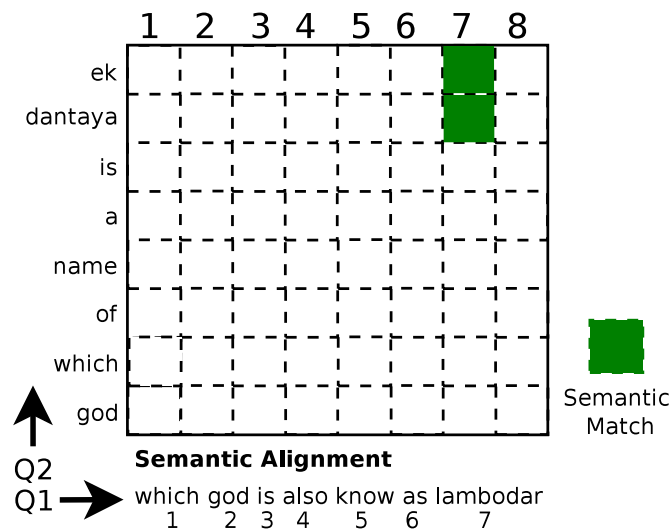 1 2 3 4 5 6 7 8
ek
dantaya
is
a
name
of
which
god
Semantic
Match
Semantic Alignment
Q2
Q1
which god is also know as lambodar
1 2 3 4 5 6 7